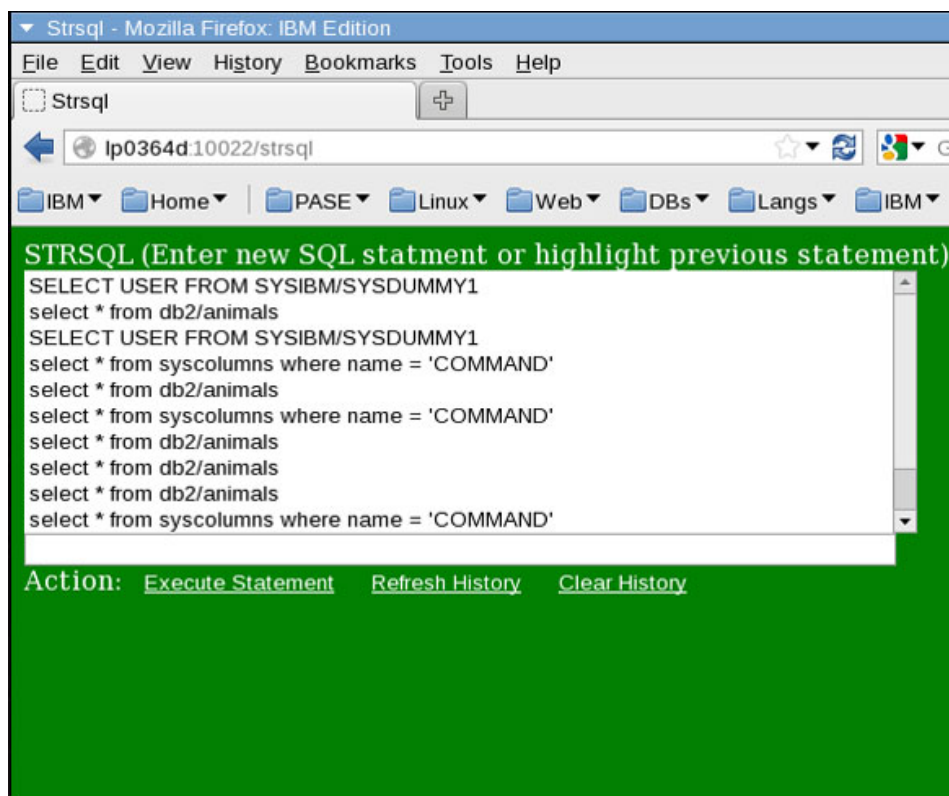 Strsql - Mozilla Firefox: IBM Edition
File Edit View History Bookmarks Tools Help
Strsql
lp0364d:10022/strsql
IBM Home PASE Linux Web DBs Langs IBM
STRSQL (Enter new SQL statment or highlight previous statement)
SELECT USER FROM SYSIBM/SYSDUMMY1
select * from db2/animals
SELECT USER FROM SYSIBM/SYSDUMMY1
select * from syscolumns where name = 'COMMAND'
select * from db2/animals
select * from syscolumns where name = 'COMMAND'
select * from db2/animals
select * from db2/animals
select * from db2/animals
select * from syscolumns where name = 'COMMAND'
Action: Execute Statement Refresh History Clear History